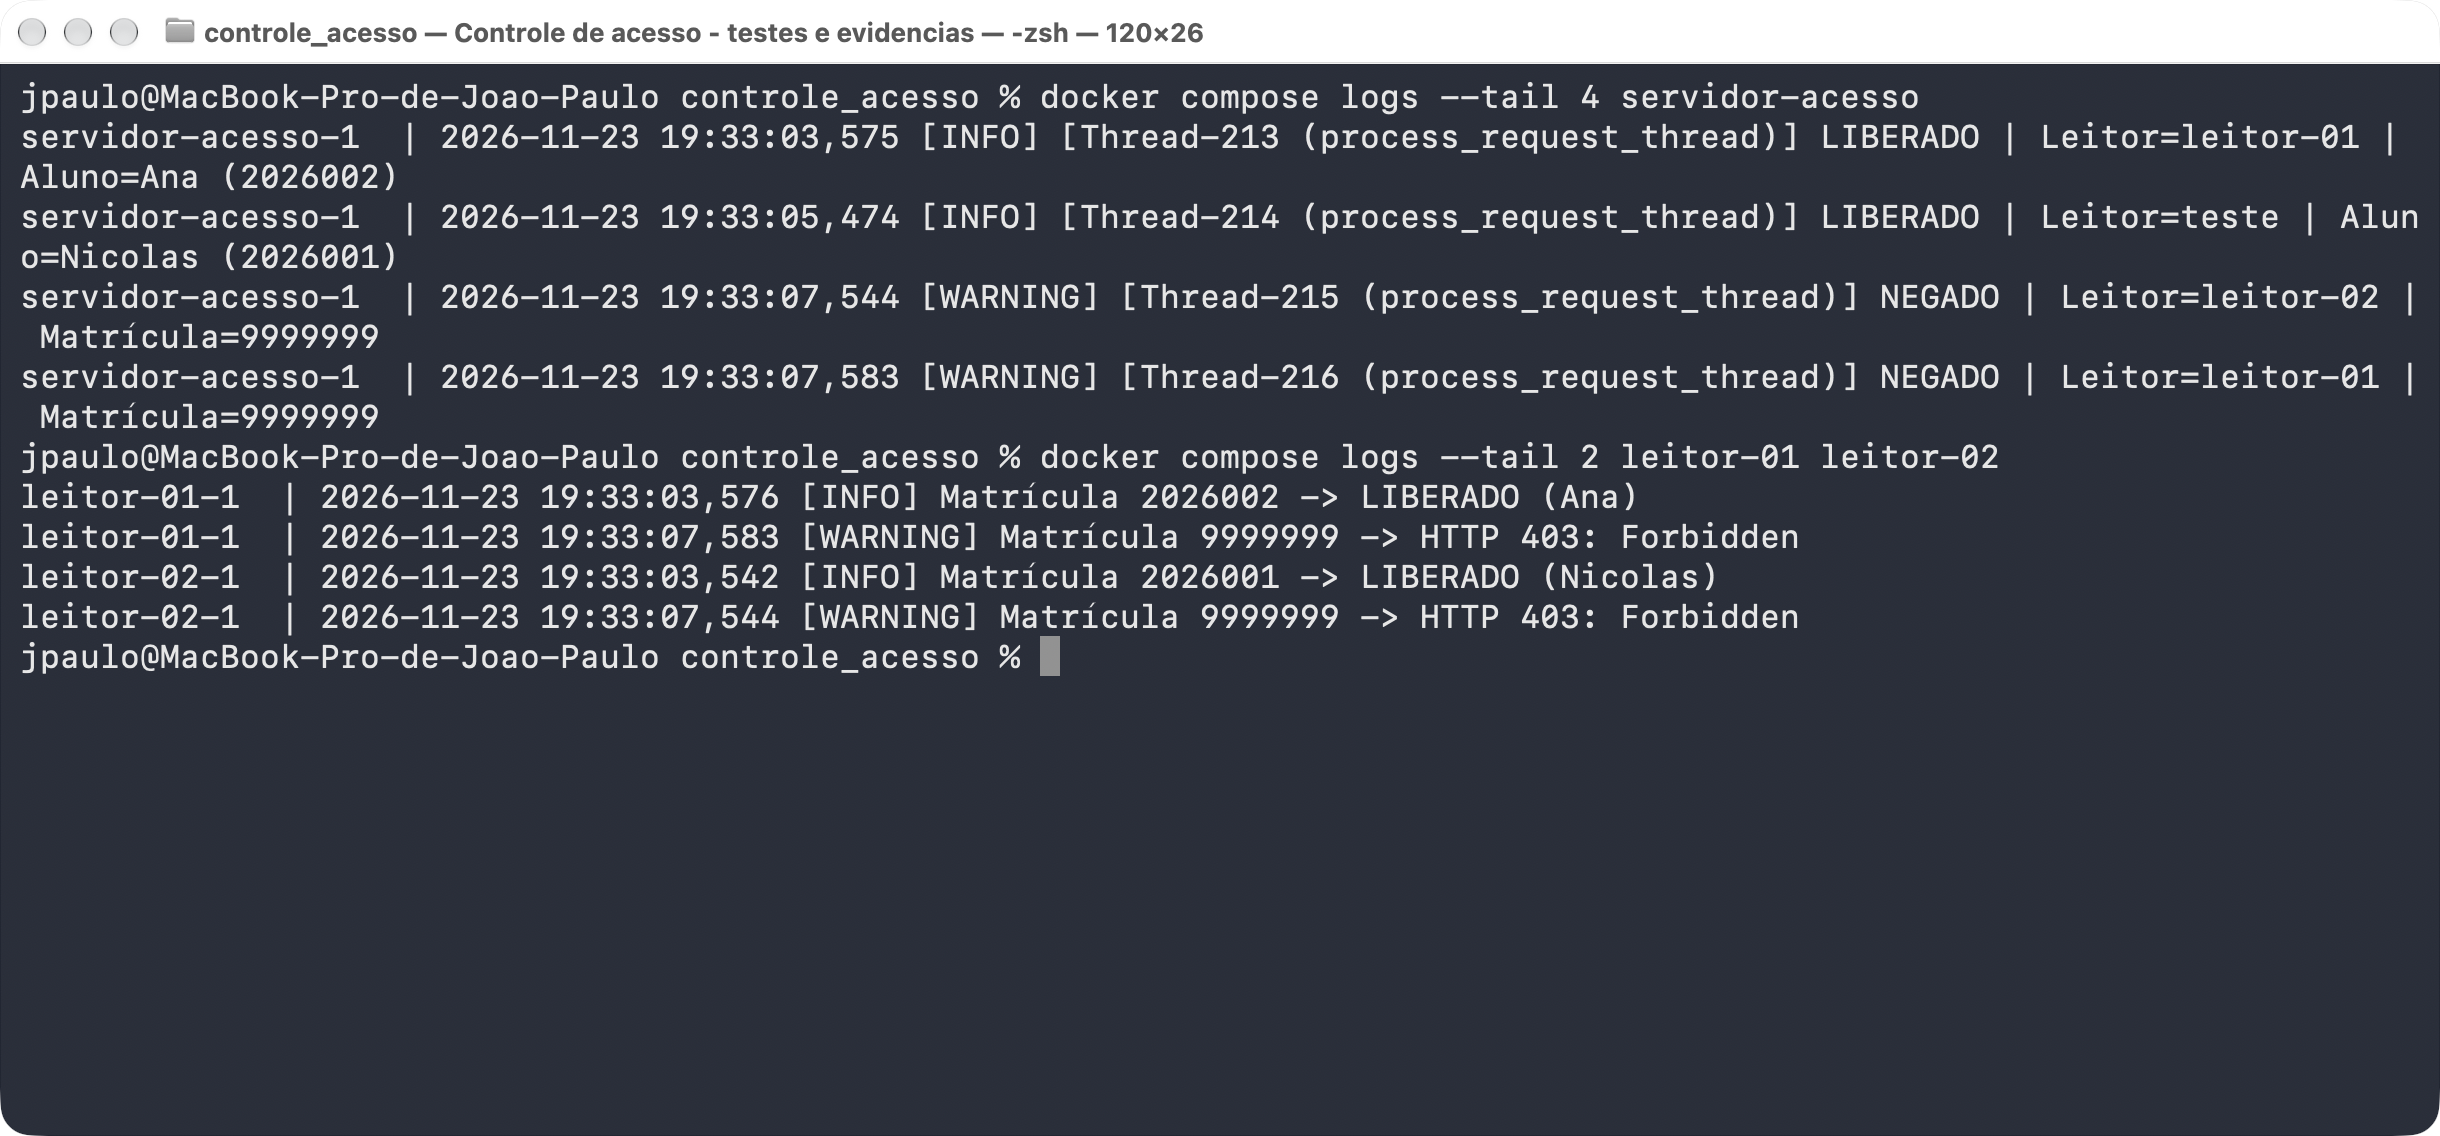 controle_acesso — Controle de acesso - testes e evidencias — -zsh — 120×26
jpaulo@MacBook-Pro-de-Joao-Paulo controle_acesso % docker compose logs --tail 4 servidor-acesso
servidor-acesso-1  | 2026-11-23 19:33:03,575 [INFO] [Thread-213 (process_request_thread)] LIBERADO | Leitor=leitor-01 |
Aluno=Ana (2026002)
servidor-acesso-1  | 2026-11-23 19:33:05,474 [INFO] [Thread-214 (process_request_thread)] LIBERADO | Leitor=teste | Alun
o=Nicolas (2026001)
servidor-acesso-1  | 2026-11-23 19:33:07,544 [WARNING] [Thread-215 (process_request_thread)] NEGADO | Leitor=leitor-02 |
 Matrícula=9999999
servidor-acesso-1  | 2026-11-23 19:33:07,583 [WARNING] [Thread-216 (process_request_thread)] NEGADO | Leitor=leitor-01 |
 Matrícula=9999999
jpaulo@MacBook-Pro-de-Joao-Paulo controle_acesso % docker compose logs --tail 2 leitor-01 leitor-02
leitor-01-1  | 2026-11-23 19:33:03,576 [INFO] Matrícula 2026002 -> LIBERADO (Ana)
leitor-01-1  | 2026-11-23 19:33:07,583 [WARNING] Matrícula 9999999 -> HTTP 403: Forbidden
leitor-02-1  | 2026-11-23 19:33:03,542 [INFO] Matrícula 2026001 -> LIBERADO (Nicolas)
leitor-02-1  | 2026-11-23 19:33:07,544 [WARNING] Matrícula 9999999 -> HTTP 403: Forbidden
jpaulo@MacBook-Pro-de-Joao-Paulo controle_acesso %